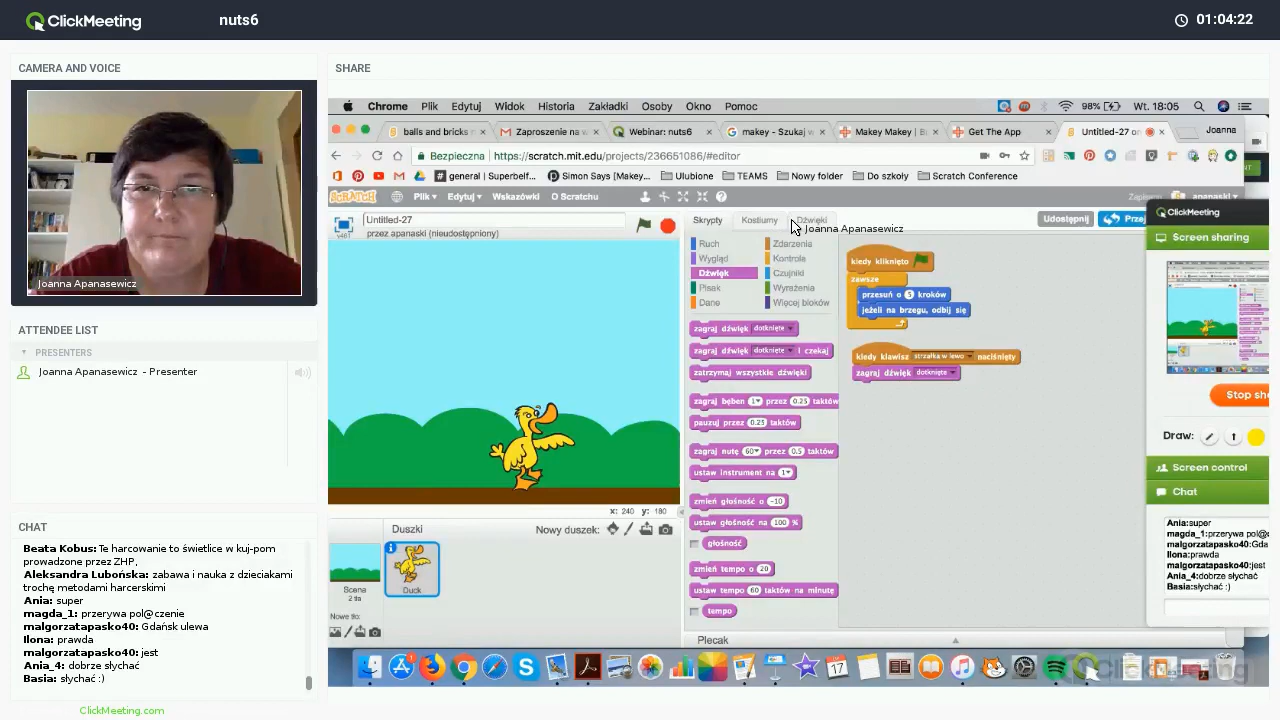 ClickMeeting
nuts6
01:04:22
CAMERA AND VOICE
SHARE
Joanna Apanasewicz
ATTENDEE LIST
PRESENTERS
Joanna Apanasewicz - Presenter
CHAT
Beata Kobus: Te harcowanie to świetlice w kuj-pom
prowadzone przez ZHP,
Aleksandra Lubońska: zabawa i nauka z dzieciakami
trochę metodami harcerskimi
Ania: super
magda_1: przerywa pol@czenie
malgorzatapasko40: Gdańsk ulewa
Ilona: prawda
malgorzatapasko40: jest
Ania_4: dobrze słychać
Basia: słychać :)
ClickMeeting.com
Chrome Plik Edytuj Widok Historia Zakładki Osoby Okno Pomoc
98% Wt. 18:05
balls and bricks
Zaproszenie na w
Webinar: nuts6
makey - Szukaj w
Makey Makey | B
Get The App
Untitled-27 on
Joanna
Bezpieczna | https://scratch.mit.edu/projects/236651086/#editor
general | Superbelf...
Simon Says [Makey...
Ulubione
TEAMS
Nowy folder
Do szkoły
Scratch Conference
SCRATCH
Plik Edytuj Wskazówki O Scratchu
apanaski
Untitled-27
przez apanaski (nieudostępniony)
v461
Skrypty Kostiumy Dźwięki
Joanna Apanasewicz
Udostępnij
Przej
Ruch Zdarzenia
Wygląd Kontrola
Dźwięk Czujniki
Pisak Wyrażenia
Dane Więcej bloków
zagraj dźwięk dotknięte
zagraj dźwięk dotknięte i czekaj
zatrzymaj wszystkie dźwięki
zagraj bęben 1 przez 0.25 taktów
pauzuj przez 0.25 taktów
zagraj nutę 60 przez 0.5 taktów
ustaw instrument na 1
zmień głośność o -10
ustaw głośność na 100 %
głośność
zmień tempo o 20
ustaw tempo 60 taktów na minutę
tempo
kiedy kliknięto
zawsze
przesuń o 5 kroków
jeżeli na brzegu, odbij się
kiedy klawisz strzałka w lewo naciśnięty
zagraj dźwięk dotknięte
x: 240 y: 180
Duszki
Nowy duszek:
Scena
2 tła
Nowe tło:
Duck
Plecak
ClickMeeting
Screen sharing
Stop sh
Draw:
Screen control
Chat
Ania:super
magda_1:przerywa pol@
malgorzatapasko40:Gda
Ilona:prawda
malgorzatapasko40:jest
Ania_4:dobrze słychać
Basia:słychać :)
17
ClickMeeting